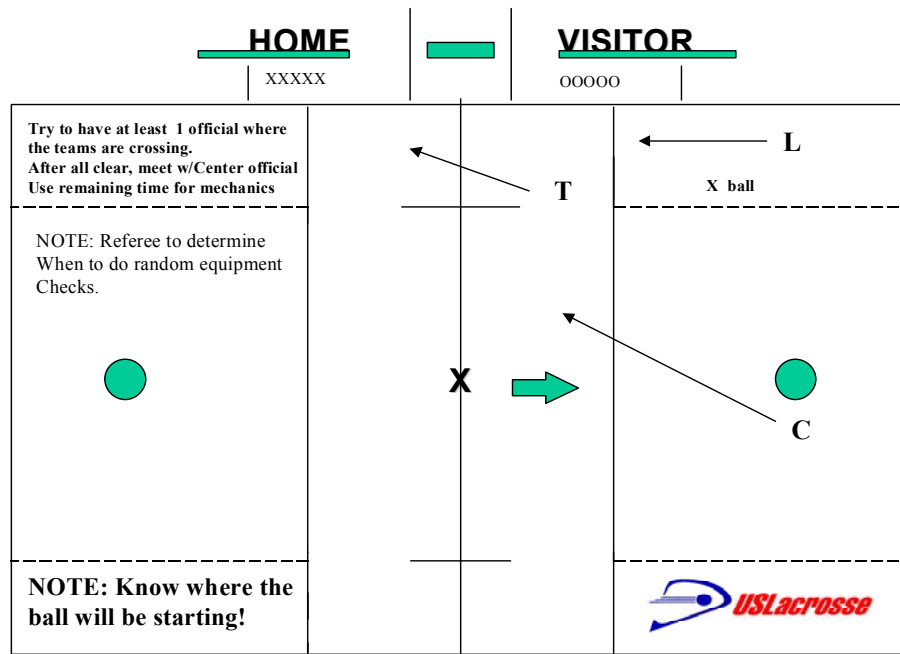 HOME VISITOR
XXXXX OOOOO
Try to have at least 1 official where
the teams are crossing.
After all clear, meet w/Center official
Use remaining time for mechanics
L
T
X ball
NOTE: Referee to determine
When to do random equipment
Checks.
X
C
NOTE: Know where the
ball will be starting!
USLacrosse